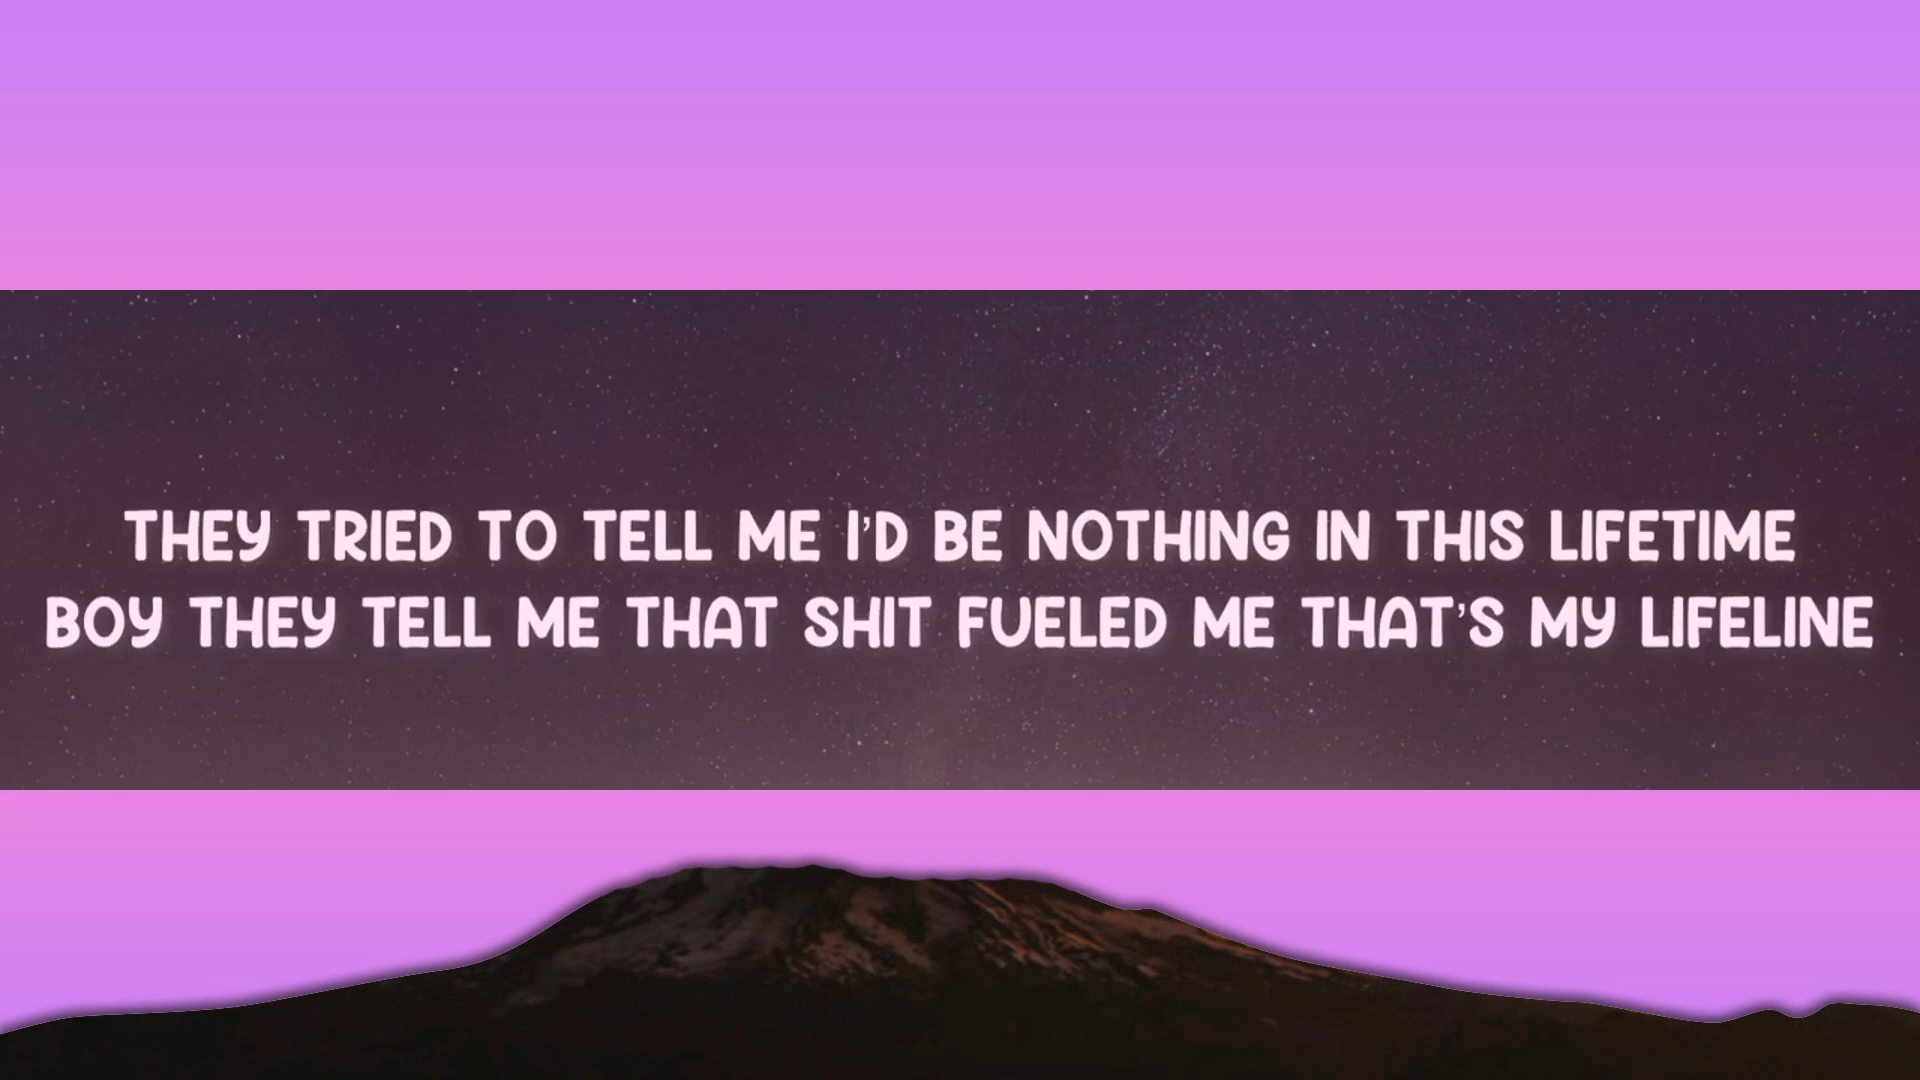 THEY TRIED TO TELL ME I'D BE NOTHING IN THIS LIFETIME
BOY THEY TELL ME THAT SHIT FUELED ME THAT'S MY LIFELINE